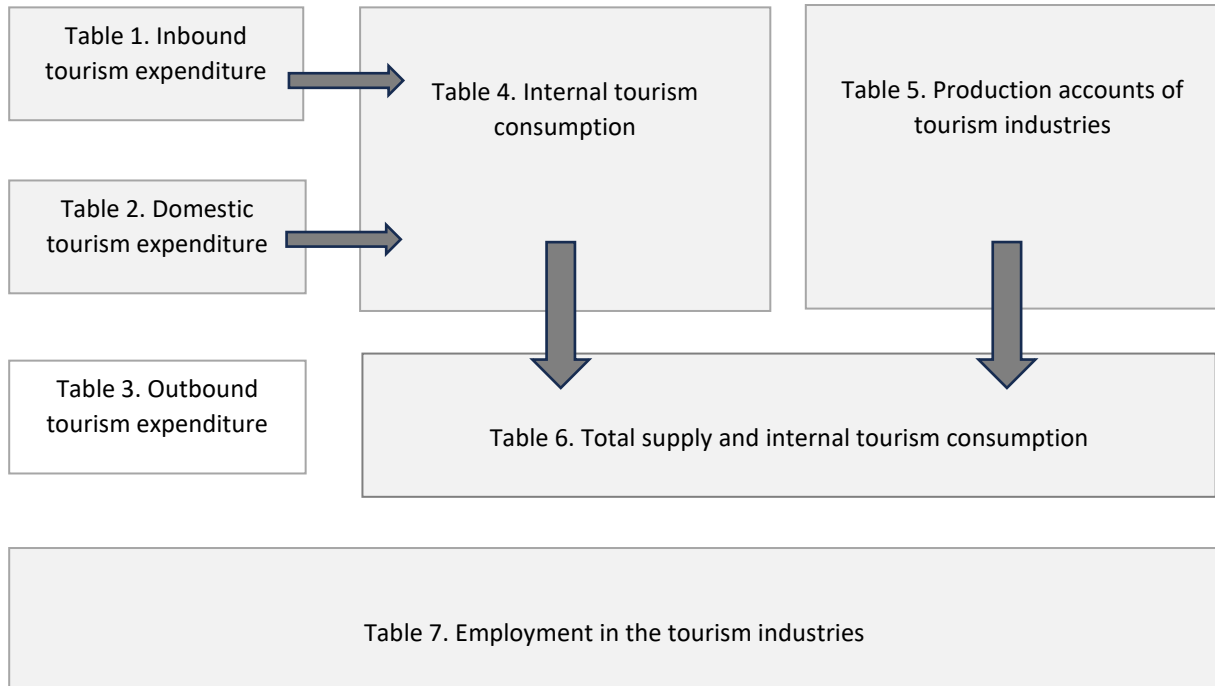 Table 1. Inbound
tourism expenditure
Table 4. Internal tourism
consumption
Table 5. Production accounts of
tourism industries
Table 2. Domestic
tourism expenditure
Table 3. Outbound
tourism expenditure
Table 6. Total supply and internal tourism consumption
Table 7. Employment in the tourism industries